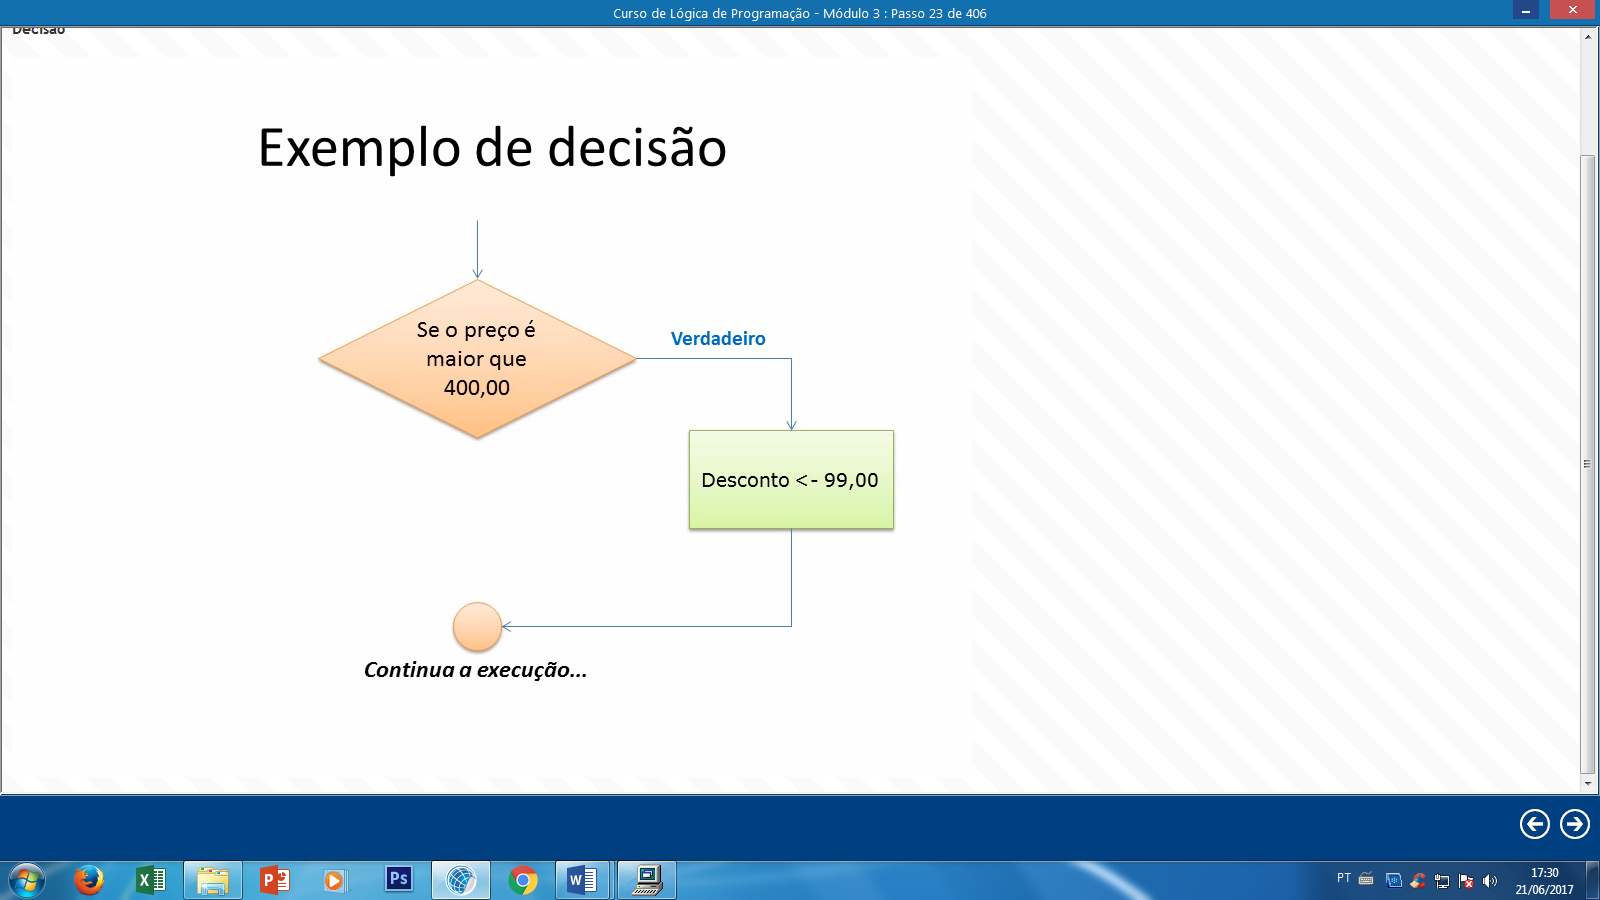 Curso de Lógica de Programação - Módulo 3 : Passo 23 de 406
Decisão
Exemplo de decisão
Se o preço é
maior que
400,00
Verdadeiro
Desconto <- 99,00
Continua a execução...
PT
17:30
21/06/2017